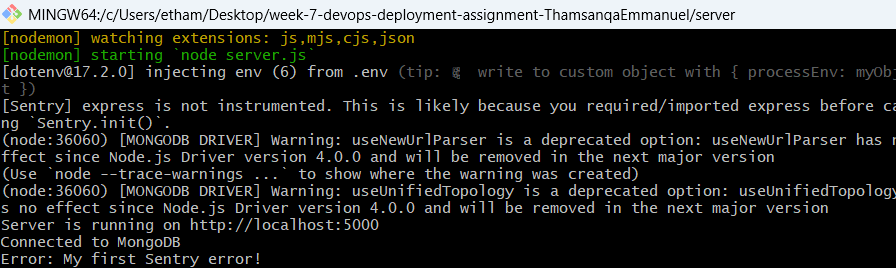 MINGW64:/c/Users/etham/Desktop/week-7-devops-deployment-assignment-ThamsanqaEmmanuel/server
[nodemon] watching extensions: js,mjs,cjs,json
[nodemon] starting `node server.js`
[dotenv@17.2.0] injecting env (6) from .env (tip: write to custom object with { processEnv: myObj
t })
[Sentry] express is not instrumented. This is likely because you required/imported express before ca
ng `Sentry.init()`.
(node:36060) [MONGODB DRIVER] Warning: useNewUrlParser is a deprecated option: useNewUrlParser has n
effect since Node.js Driver version 4.0.0 and will be removed in the next major version
(Use `node --trace-warnings ...` to show where the warning was created)
(node:36060) [MONGODB DRIVER] Warning: useUnifiedTopology is a deprecated option: useUnifiedTopology
s no effect since Node.js Driver version 4.0.0 and will be removed in the next major version
Server is running on http://localhost:5000
Connected to MongoDB
Error: My first Sentry error!